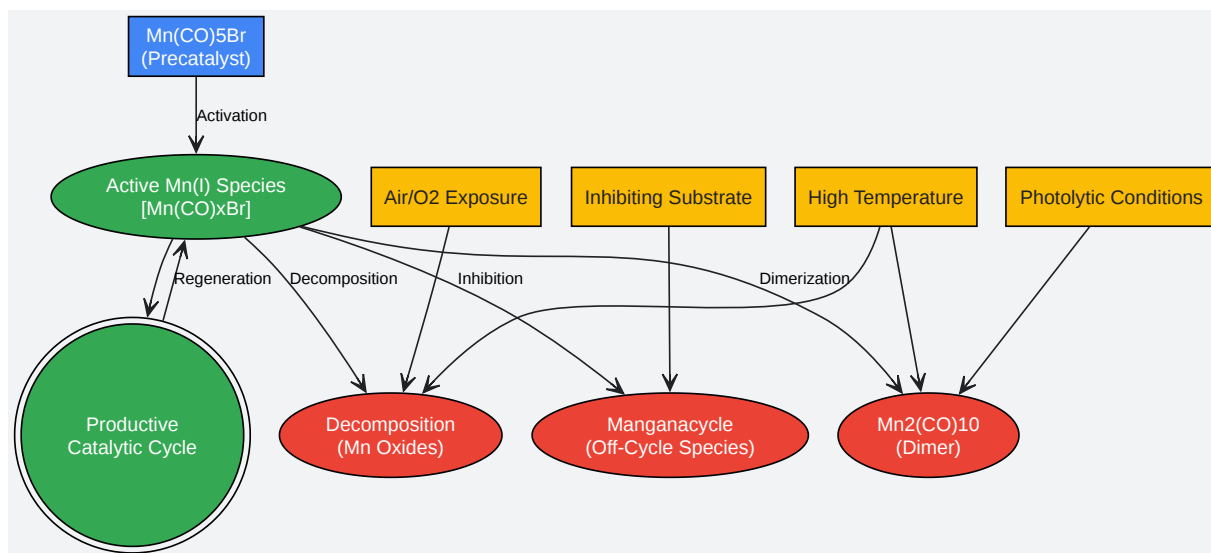 Mn(CO)5Br
(Precatalyst)
Activation
Active Mn(I) Species
[Mn(CO)xBr]
Air/O2 Exposure
Inhibiting Substrate
High Temperature
Photolytic Conditions
Regeneration
Decomposition
Inhibition
Dimerization
Productive
Catalytic Cycle
Decomposition
(Mn Oxides)
Manganacycle
(Off-Cycle Species)
Mn2(CO)10
(Dimer)